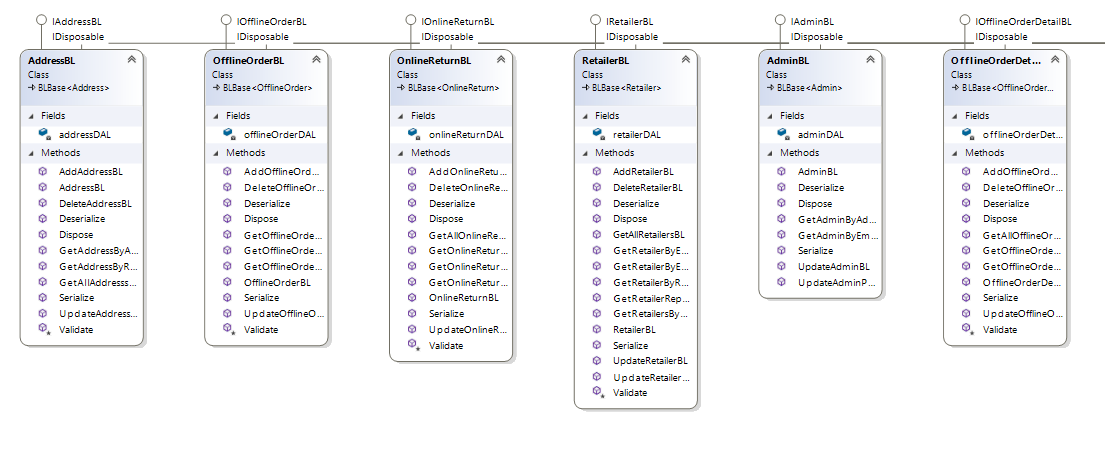 IAddressBL
IDisposable
AddressBL
Class
BLBase<Address>
Fields
addressDAL
Methods
AddAddressBL
AddressBL
DeleteAddressBL
Deserialize
Dispose
GetAddressByA...
GetAddressByR...
GetAllAddresss...
Serialize
UpdateAddress...
Validate
IOfflineOrderBL
IDisposable
OfflineOrderBL
Class
BLBase<OfflineOrder>
Fields
offlineOrderDAL
Methods
AddOfflineOrd...
DeleteOfflineOr...
Deserialize
Dispose
GetOfflineOrde...
GetOfflineOrde...
GetOfflineOrde...
OfflineOrderBL
Serialize
UpdateOfflineO...
Validate
IOnlineReturnBL
IDisposable
OnlineReturnBL
Class
BLBase<OnlineReturn>
Fields
onlineReturnDAL
Methods
AddOnlineRetu...
DeleteOnlineRe...
Deserialize
Dispose
GetAllOnlineRe...
GetOnlineRetur...
GetOnlineRetur...
GetOnlineRetur...
OnlineReturnBL
Serialize
UpdateOnlineR...
Validate
IRetailerBL
IDisposable
RetailerBL
Class
BLBase<Retailer>
Fields
retailerDAL
Methods
AddRetailerBL
DeleteRetailerBL
Deserialize
Dispose
GetAllRetailersBL
GetRetailerByE...
GetRetailerByE...
GetRetailerByR...
GetRetailerRep...
GetRetailersBy...
RetailerBL
Serialize
UpdateRetailerBL
UpdateRetailer...
Validate
IAdminBL
IDisposable
AdminBL
Class
BLBase<Admin>
Fields
adminDAL
Methods
AdminBL
Deserialize
Dispose
GetAdminByAd...
GetAdminByEm...
Serialize
UpdateAdminBL
UpdateAdminP...
IOfflineOrderDetailBL
IDisposable
OfflineOrderDet...
Class
BLBase<OfflineOrder...
Fields
offlineOrderDet...
Methods
AddOfflineOrd...
DeleteOfflineOr...
Deserialize
Dispose
GetAllOfflineOr...
GetOfflineOrde...
GetOfflineOrde...
OfflineOrderDe...
Serialize
UpdateOfflineO...
Validate